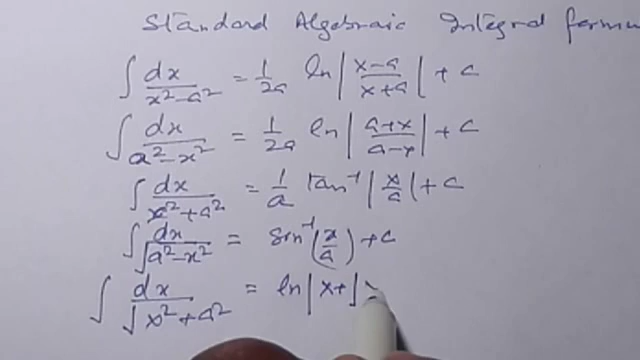 Standard Algebraic Integral formu
∫ dx / x² - a² = 1/2a ln | x-a / x+a | + c
∫ dx / a² - x² = 1/2a ln | a+x / a-x | + c
∫ dx / x² + a² = 1/a tan⁻¹ | x/a | + c
∫ dx / √a² - x² = sin⁻¹ (x/a) + c
∫ dx / √x² + a² = ln | x + √